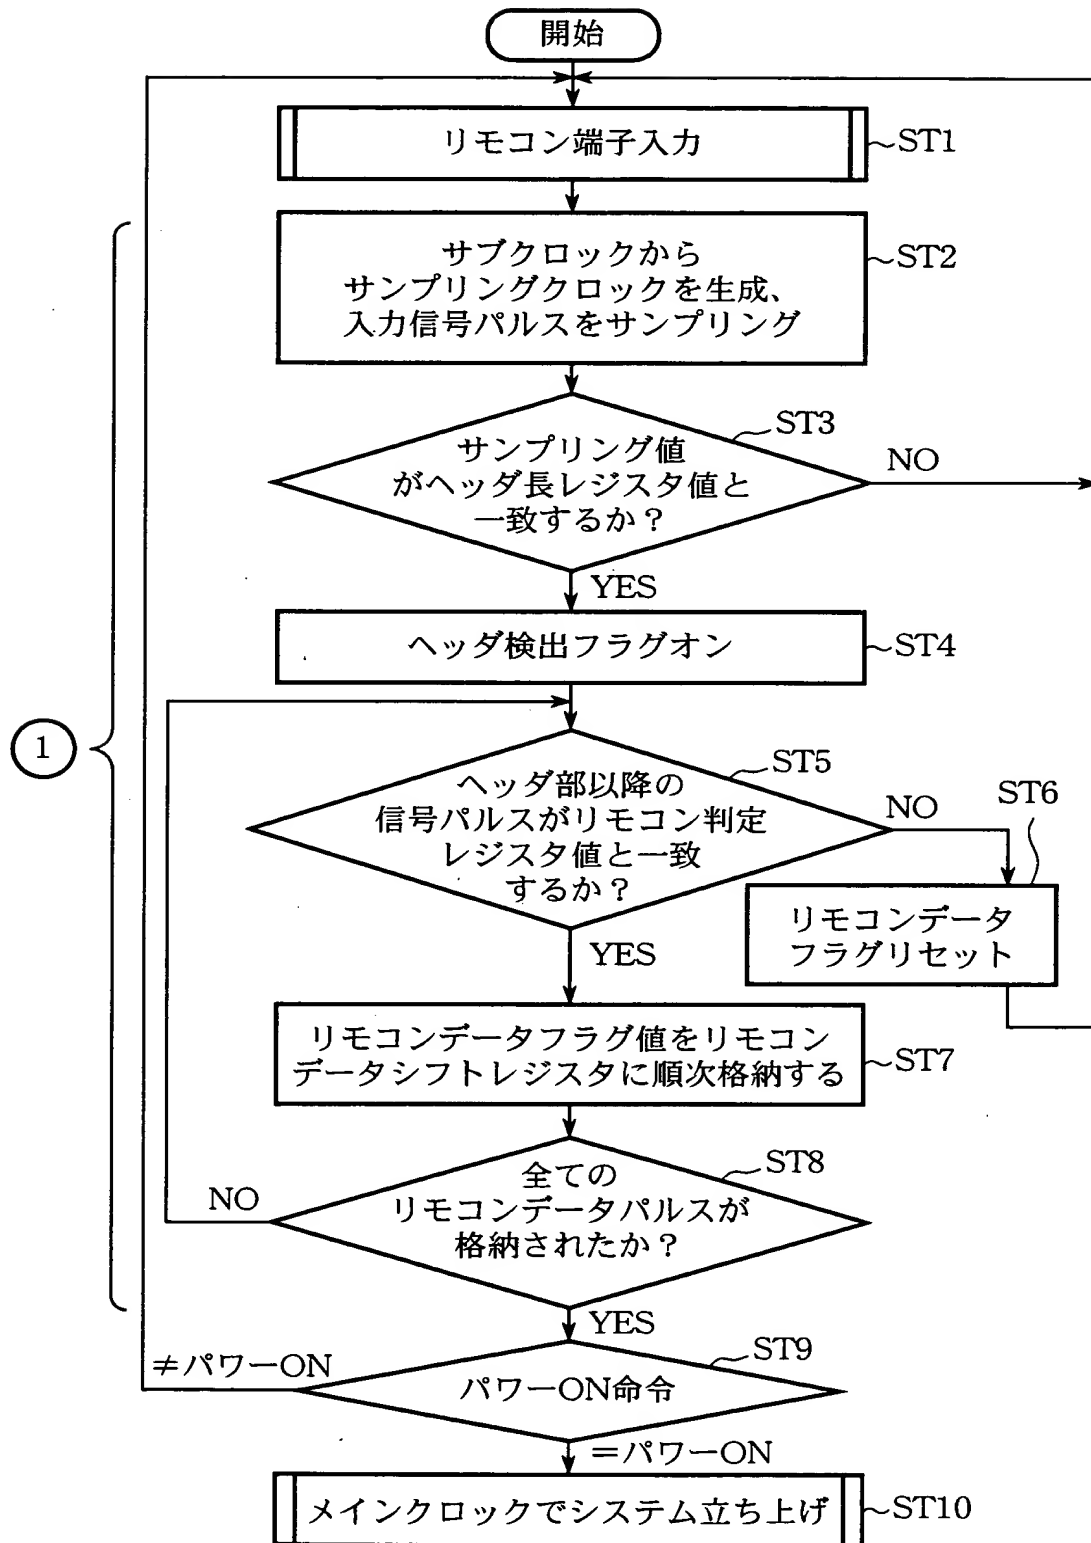 開始
リモコン端子入力
ST1
サブクロックから
サンプリングクロックを生成、
入力信号パルスをサンプリング
ST2
サンプリング値
がヘッダ長レジスタ値と
一致するか？
ST3
NO
YES
ヘッダ検出フラグオン
ST4
1
ヘッダ部以降の
信号パルスがリモコン判定
レジスタ値と一致
するか？
ST5
NO
ST6
リモコンデータ
フラグリセット
YES
リモコンデータフラグ値をリモコン
データシフトレジスタに順次格納する
ST7
全ての
リモコンデータパルスが
格納されたか？
ST8
NO
YES
≠パワーON
パワーON命令
ST9
＝パワーON
メインクロックでシステム立ち上げ
ST10